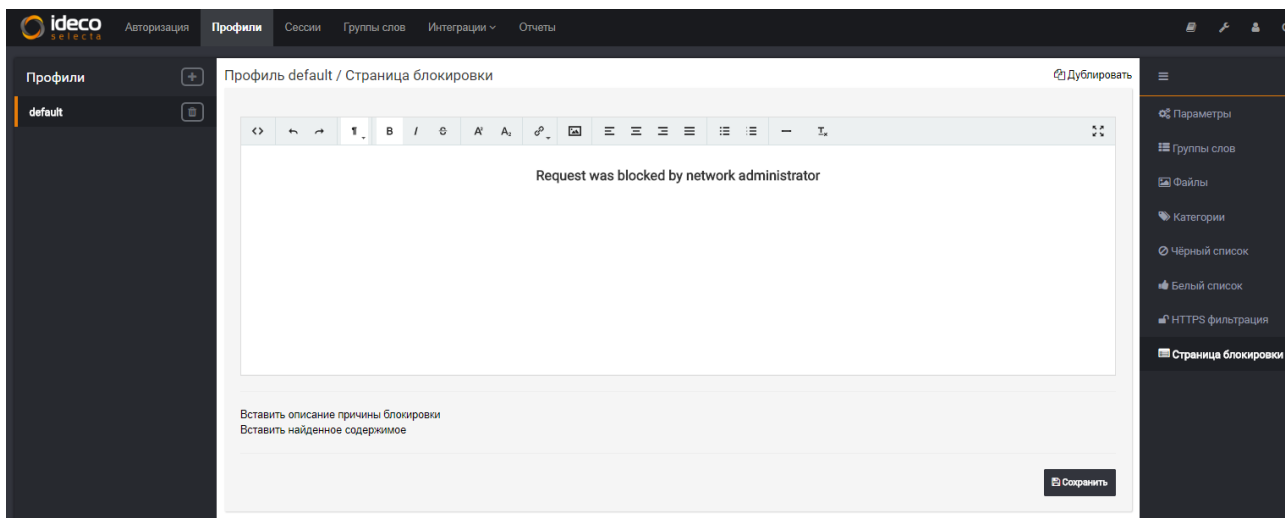 ideco
selecta
Авторизация Профили Сессии Группы слов Интеграции Отчеты
Профили
default
Профиль default / Страница блокировки
Дублировать
B I S A² A₂
Request was blocked by network administrator
Вставить описание причины блокировки
Вставить найденное содержимое
Сохранить
Параметры
Группы слов
Файлы
Категории
Чёрный список
Белый список
HTTPS фильтрация
Страница блокировки